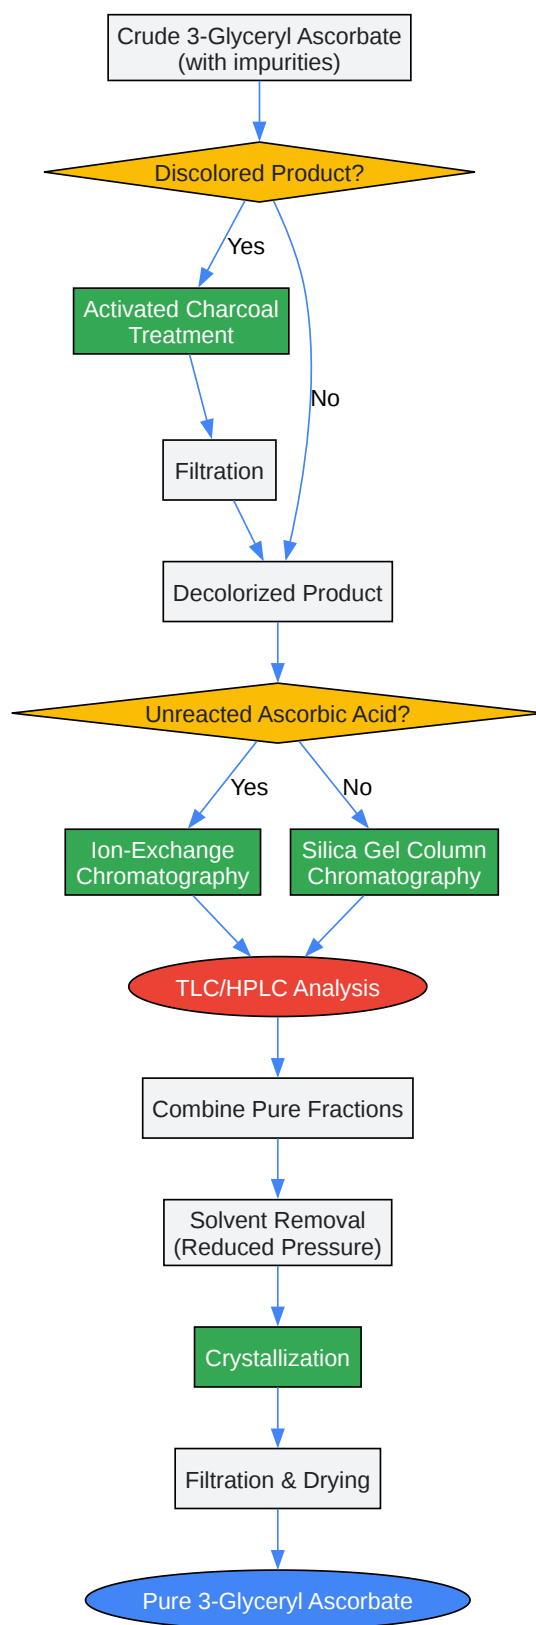 Crude 3-Glyceryl Ascorbate
(with impurities)
Discolored Product?
Yes
Activated Charcoal
Treatment
No
Filtration
Decolorized Product
Unreacted Ascorbic Acid?
Yes
No
Ion-Exchange
Chromatography
Silica Gel Column
Chromatography
TLC/HPLC Analysis
Combine Pure Fractions
Solvent Removal
(Reduced Pressure)
Crystallization
Filtration & Drying
Pure 3-Glyceryl Ascorbate